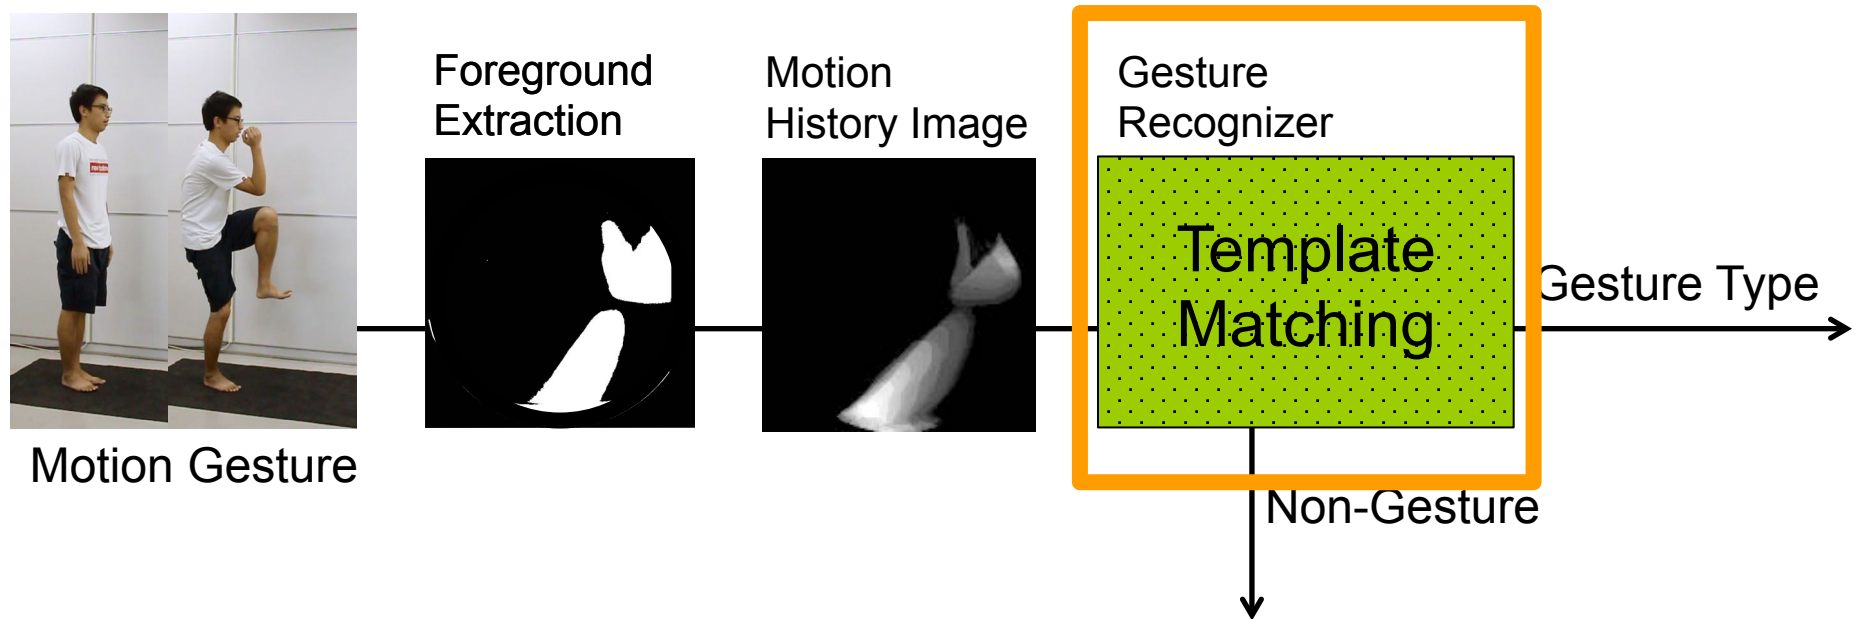 Foreground
Extraction
Motion
History Image
Gesture
Recognizer
Template
Matching
Gesture Type
Motion Gesture
Non-Gesture